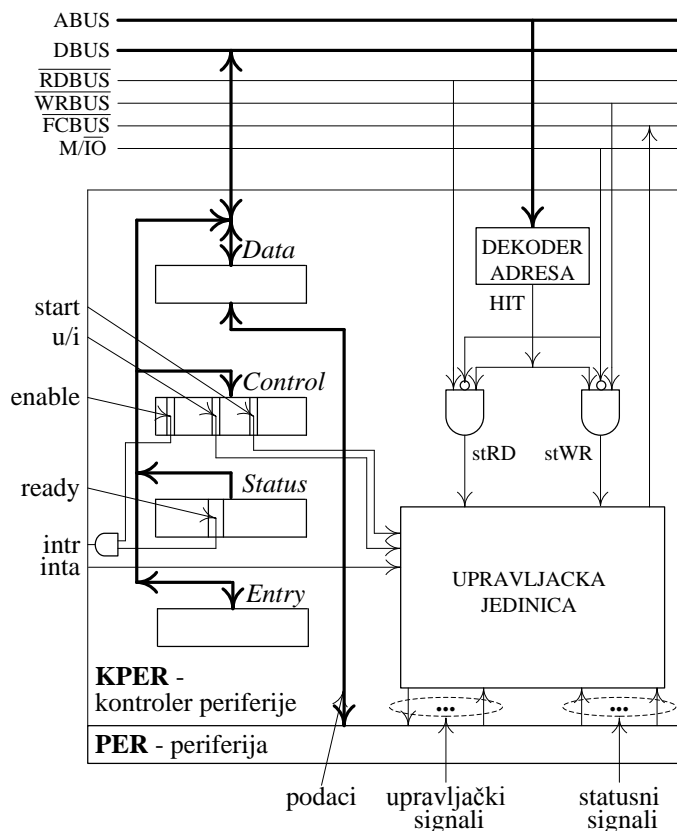 ABUS
DBUS
RDBUS
WRBUS
FCBUS
M/IO
Data
DEKODER
ADRESA
HIT
start
u/i
Control
enable
stRD
stWR
Status
ready
intr
inta
UPRAVLJACKA
JEDINICA
Entry
KPER -
kontroler periferije
PER - periferija
podaci
upravljački
signali
statusni
signali